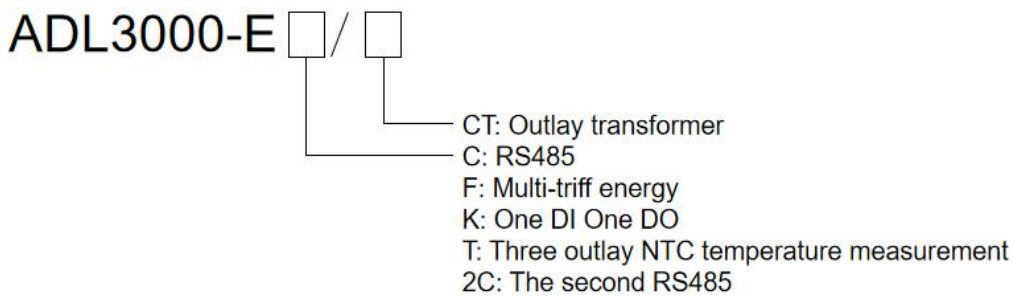 ADL3000-E □/ □
CT: Outlay transformer
C: RS485
F: Multi-triff energy
K: One DI One DO
T: Three outlay NTC temperature measurement
2C: The second RS485